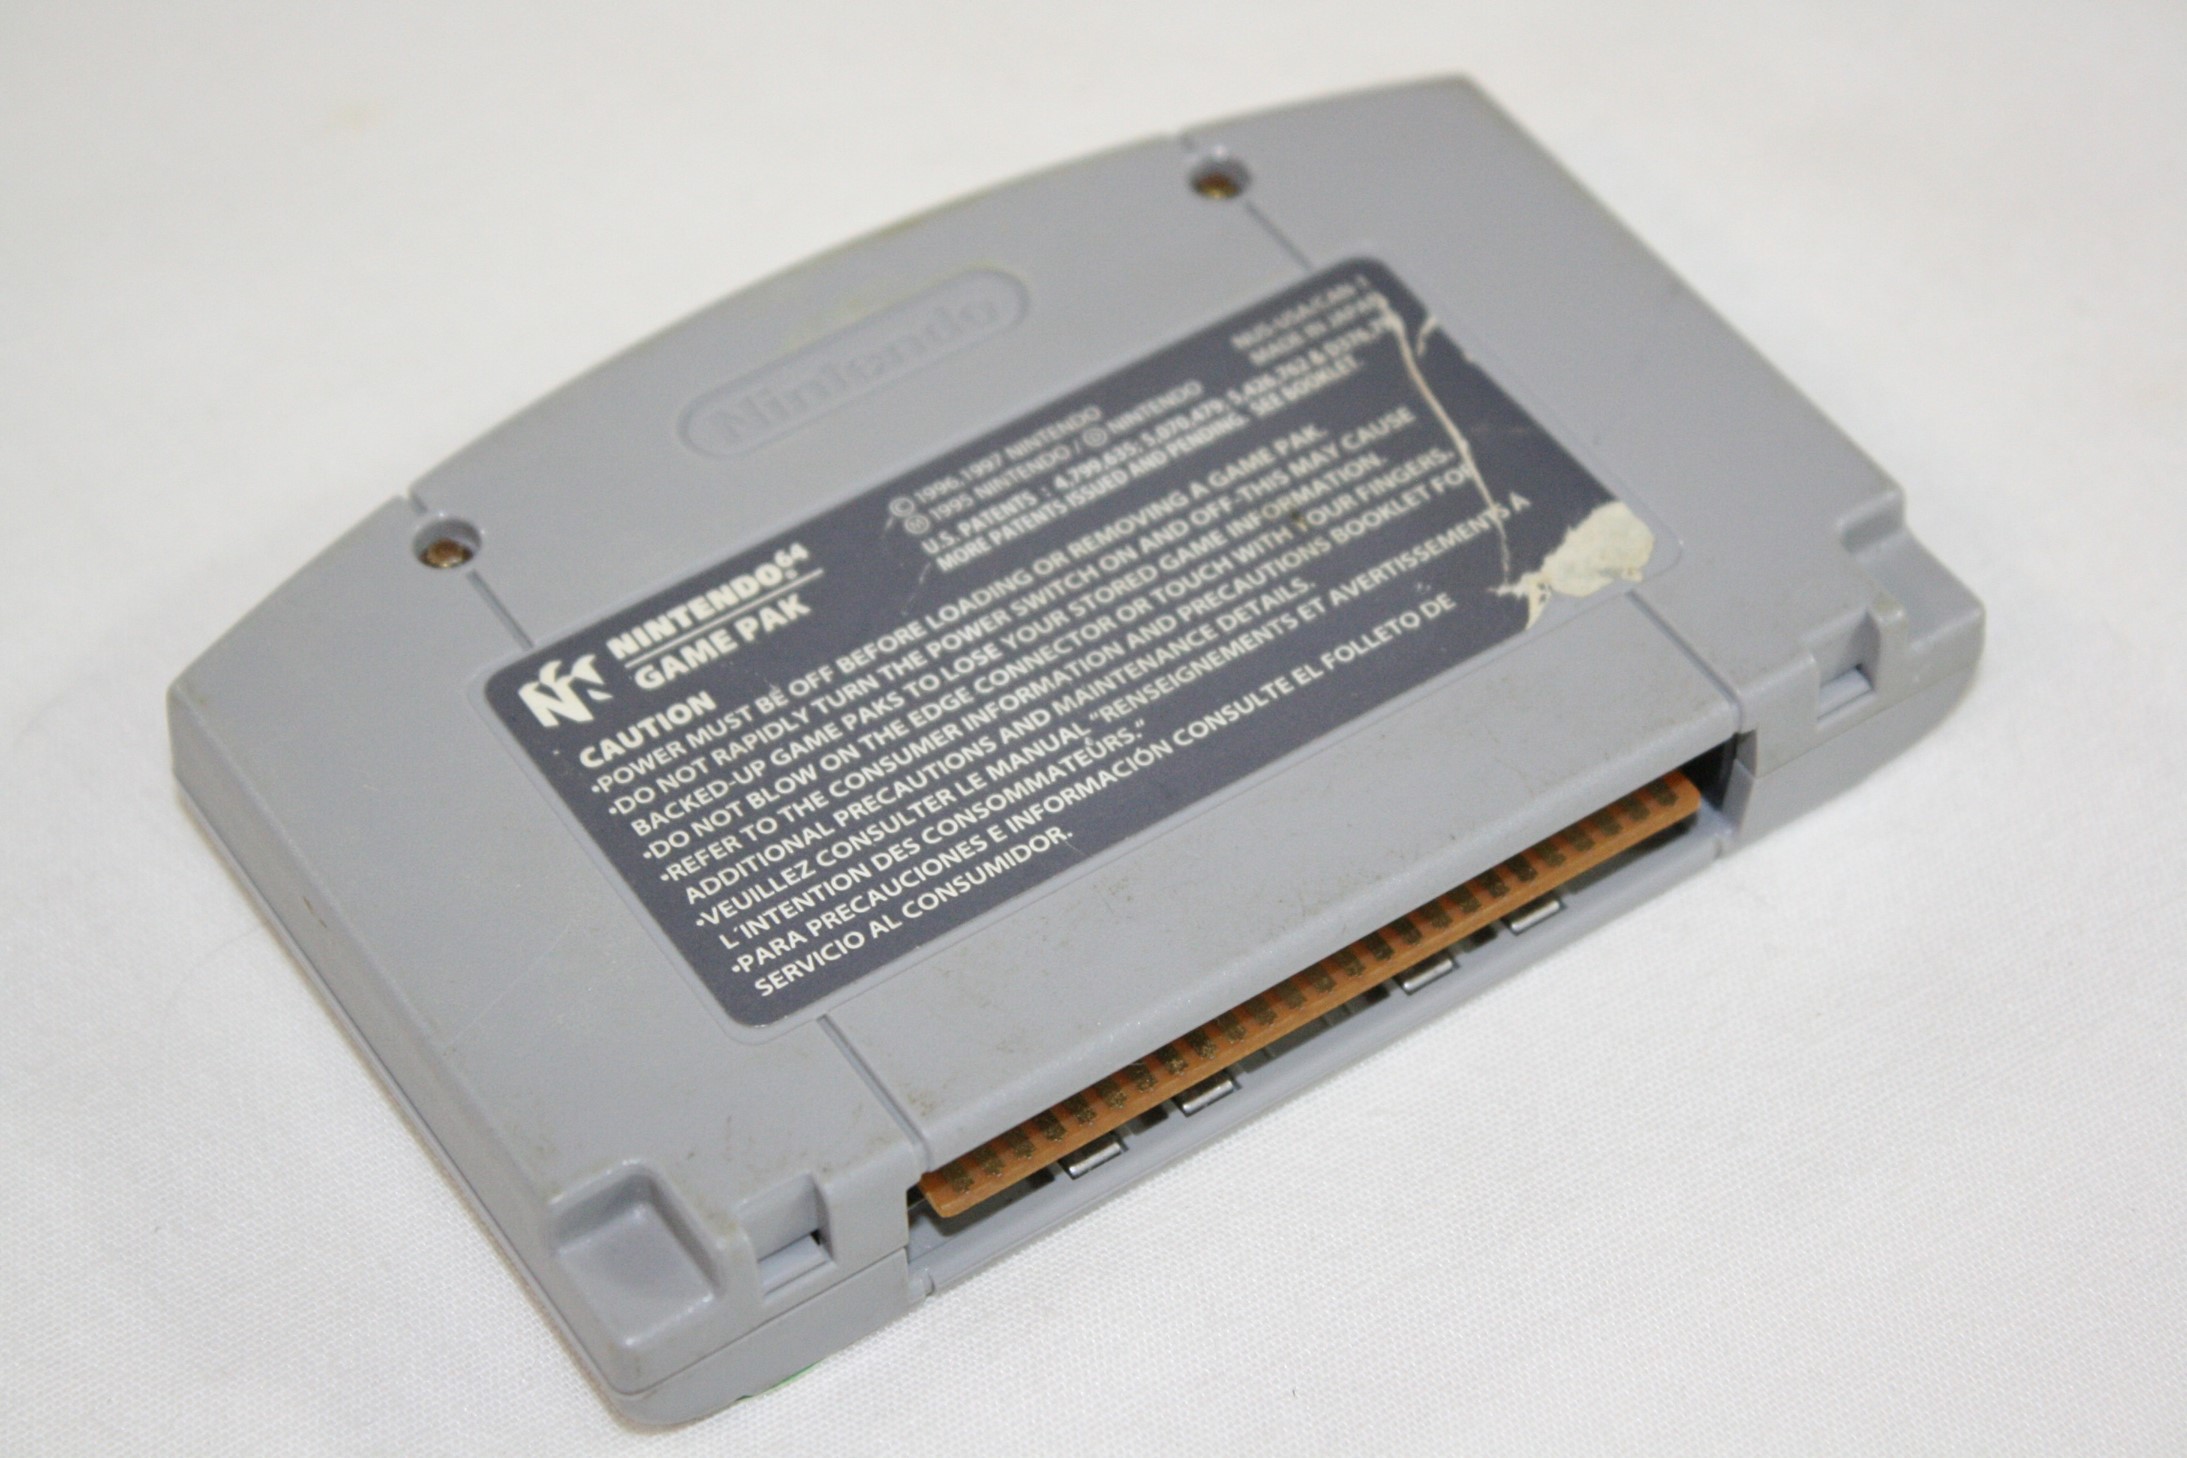 Nintendo
NINTENDO64
GAME PAK
© 1996, 1997 NINTENDO
Ⓜ 1995 NINTENDO / Ⓓ NINTENDO
U.S. PATENTS : 4,799,635, 5,070,479, 5,426,762 & D376,
MORE PATENTS ISSUED AND PENDING. SEE BOOKLET.
NUS-USA/CAN-1
MADE IN JAPAN
CAUTION
•POWER MUST BE OFF BEFORE LOADING OR REMOVING A GAME PAK.
•DO NOT RAPIDLY TURN THE POWER SWITCH ON AND OFF-THIS MAY CAUSE
BACKED-UP GAME PAKS TO LOSE YOUR STORED GAME INFORMATION.
•DO NOT BLOW ON THE EDGE CONNECTOR OR TOUCH WITH YOUR FINGERS.
•REFER TO THE CONSUMER INFORMATION AND PRECAUTIONS BOOKLET FOR
ADDITIONAL PRECAUTIONS AND MAINTENANCE DETAILS.
•VEUILLEZ CONSULTER LE MANUAL "RENSEIGNEMENTS ET AVERTISSEMENTS À
L'INTENTION DES CONSOMMATEURS."
•PARA PRECAUCIONES E INFORMACIÓN CONSULTE EL FOLLETO DE
SERVICIO AL CONSUMIDOR.